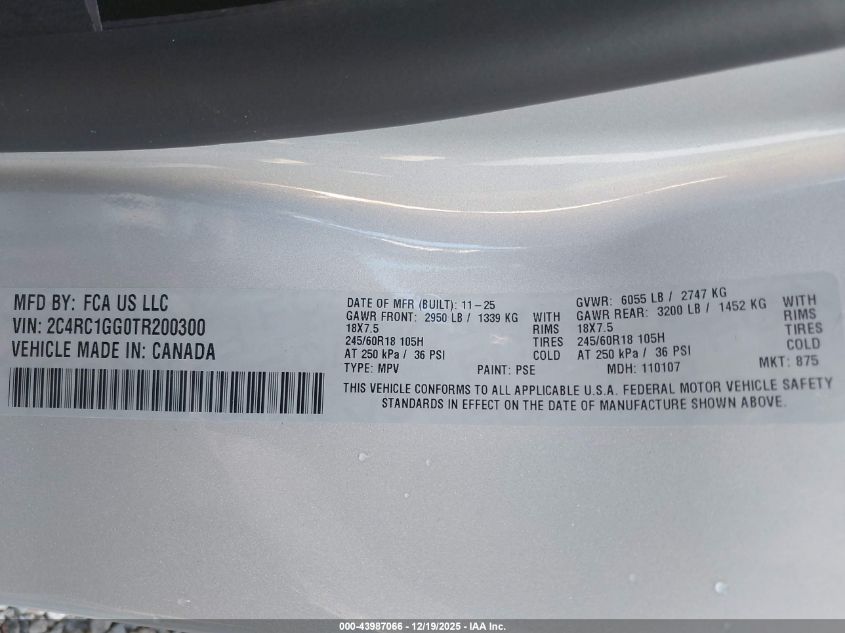 MFD BY: FCA US LLC
VIN: 2C4RC1GG0TR200300
VEHICLE MADE IN: CANADA
DATE OF MFR (BUILT): 11-25 GVWR: 6055 LB / 2747 KG
GAWR FRONT: 2950 LB / 1339 KG WITH GAWR REAR: 3200 LB / 1452 KG WITH
18X7.5 RIMS 18X7.5 RIMS
245/60R18 105H TIRES 245/60R18 105H TIRES
AT 250 kPa / 36 PSI COLD AT 250 kPa / 36 PSI COLD
TYPE: MPV PAINT: PSE MDH: 110107 MKT: 875
THIS VEHICLE CONFORMS TO ALL APPLICABLE U.S.A. FEDERAL MOTOR VEHICLE SAFETY
STANDARDS IN EFFECT ON THE DATE OF MANUFACTURE SHOWN ABOVE.
000-43987066 - 12/19/2025 - IAA Inc.